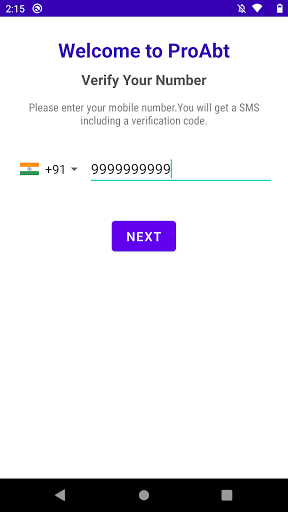 2:15
Welcome to ProAbt
Verify Your Number
Please enter your mobile number.You will get a SMS
including a verification code.
+91 9999999999
NEXT